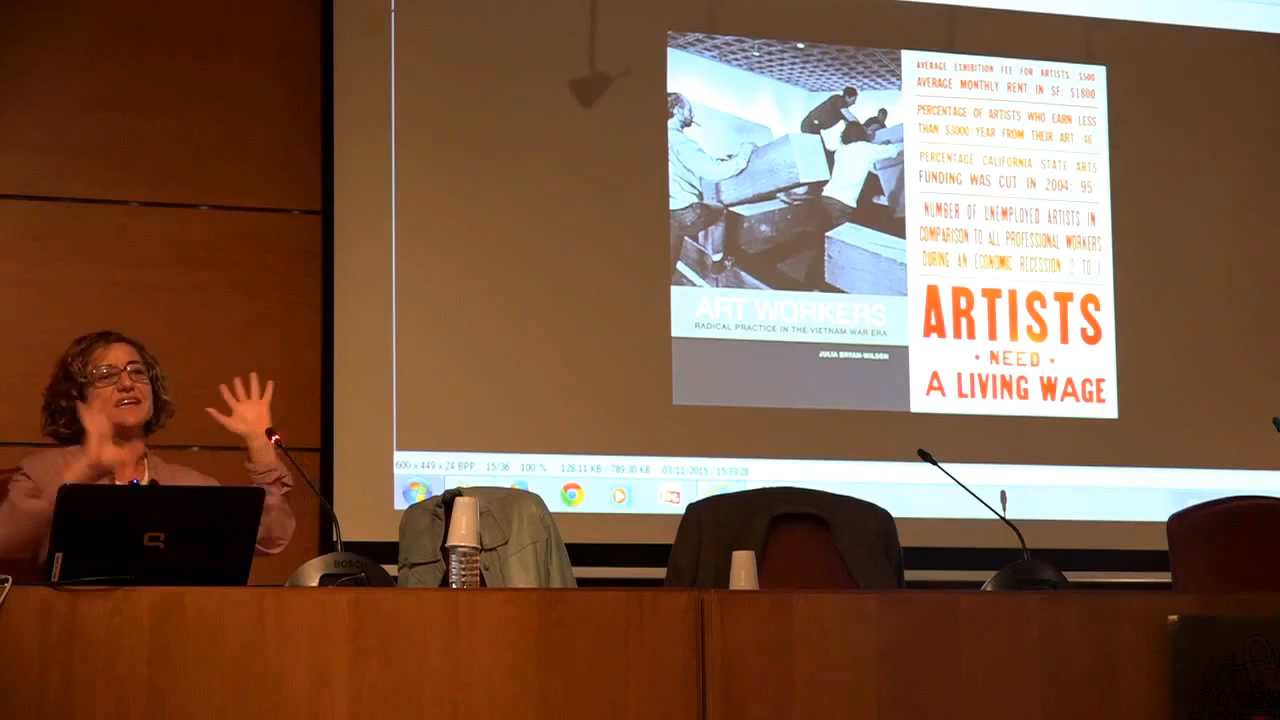 AVERAGE EXHIBITION FEE FOR ARTISTS: $500
AVERAGE MONTHLY RENT IN SF: $1800
PERCENTAGE OF ARTISTS WHO EARN LESS
THAN $3000/YEAR FROM THEIR ART: 46
PERCENTAGE CALIFORNIA STATE ARTS
FUNDING WAS CUT IN 2004: 95
NUMBER OF UNEMPLOYED ARTISTS IN
COMPARISON TO ALL PROFESSIONAL WORKERS
DURING AN ECONOMIC RECESSION: 2 TO 1
ARTISTS
• NEED •
A LIVING WAGE
ART WORKERS
RADICAL PRACTICE IN THE VIETNAM WAR ERA
JULIA BRYAN-WILSON
600 x 449 x 24 BPP 15/36 100 % 128.11 KB / 789.30 KB 03/11/2015 / 15:33:28
BOSCH